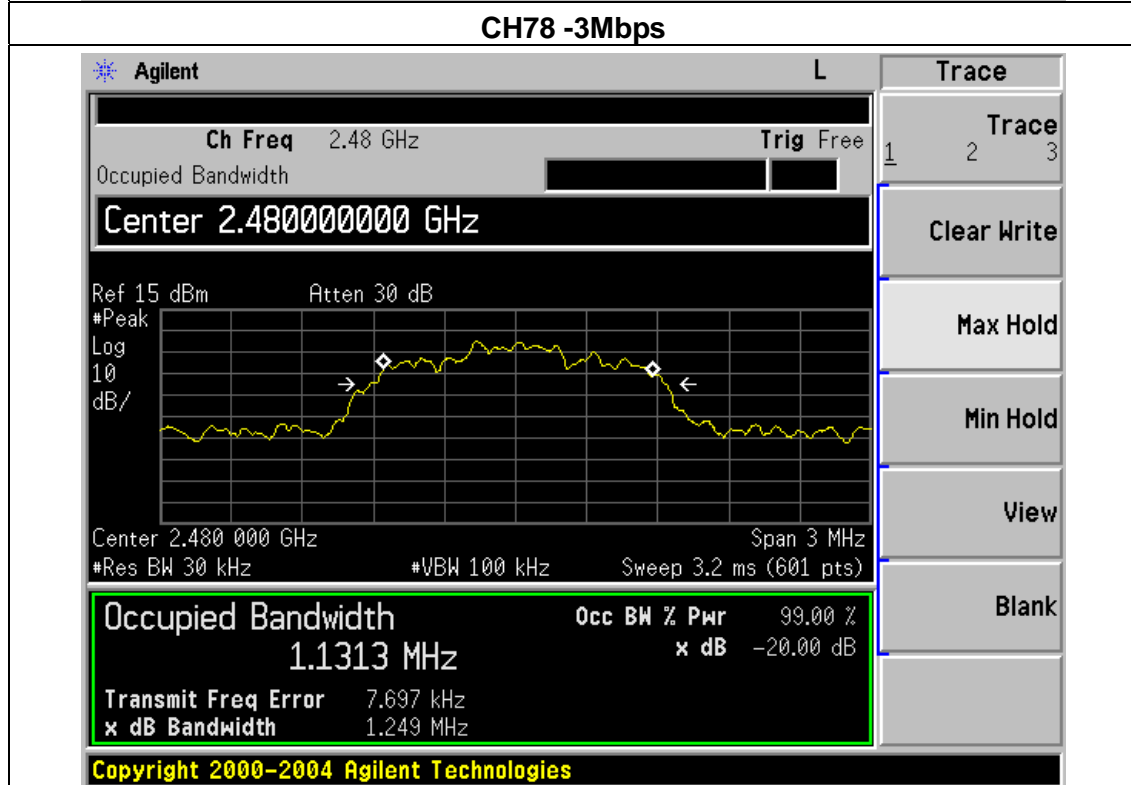 CH78 -3Mbps
Agilent L Trace
Ch Freq 2.48 GHz Trig Free
Occupied Bandwidth
Trace
1 2 3
Center 2.480000000 GHz
Clear Write
Ref 15 dBm Atten 30 dB
#Peak
Log
10
dB/
Max Hold
Min Hold
View
Center 2.480 000 GHz Span 3 MHz
#Res BW 30 kHz #VBW 100 kHz Sweep 3.2 ms (601 pts)
Occupied Bandwidth Occ BW % Pwr 99.00 %
1.1313 MHz x dB -20.00 dB
Blank
Transmit Freq Error 7.697 kHz
x dB Bandwidth 1.249 MHz
Copyright 2000-2004 Agilent Technologies